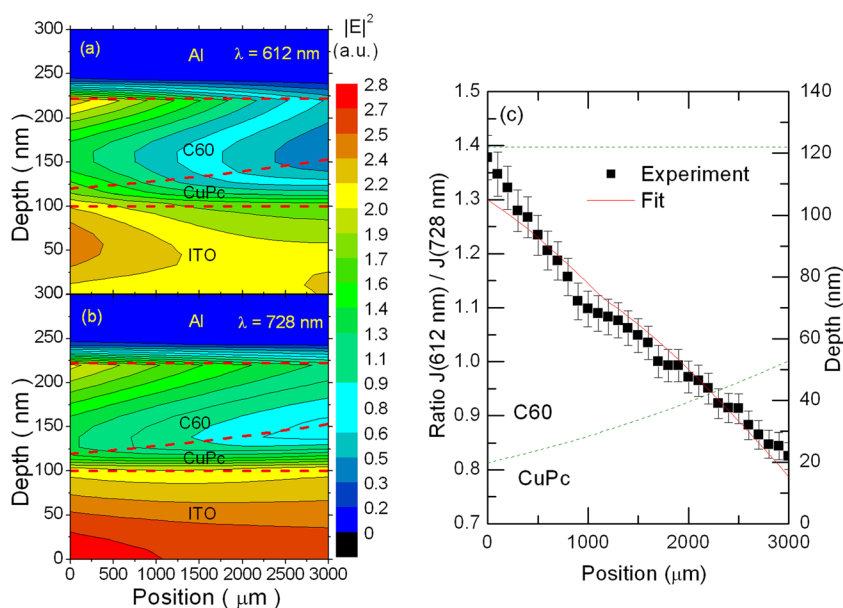 |E|²
(a.u.)
300
250
200
150
100
50
300
Depth ( nm )
(a)
Al
λ = 612 nm
C60
CuPc
ITO
250
200
150
100
50
0
Depth ( nm )
(b)
Al
λ = 728 nm
C60
CuPc
ITO
0 500 1000 1500 2000 2500 3000
Position ( μm)
2.8
2.7
2.6
2.4
2.2
2.0
1.9
1.7
1.5
1.4
1.3
1.1
0.9
0.8
0.6
0.5
0.4
0.2
0
1.5
1.4
1.3
1.2
1.1
1.0
0.9
0.8
0.7
Ratio J(612 nm) / J(728 nm)
(c)
Experiment
Fit
C60
CuPc
140
120
100
80
60
40
20
0
Depth (nm)
0 1000 2000 3000
Position (μm)